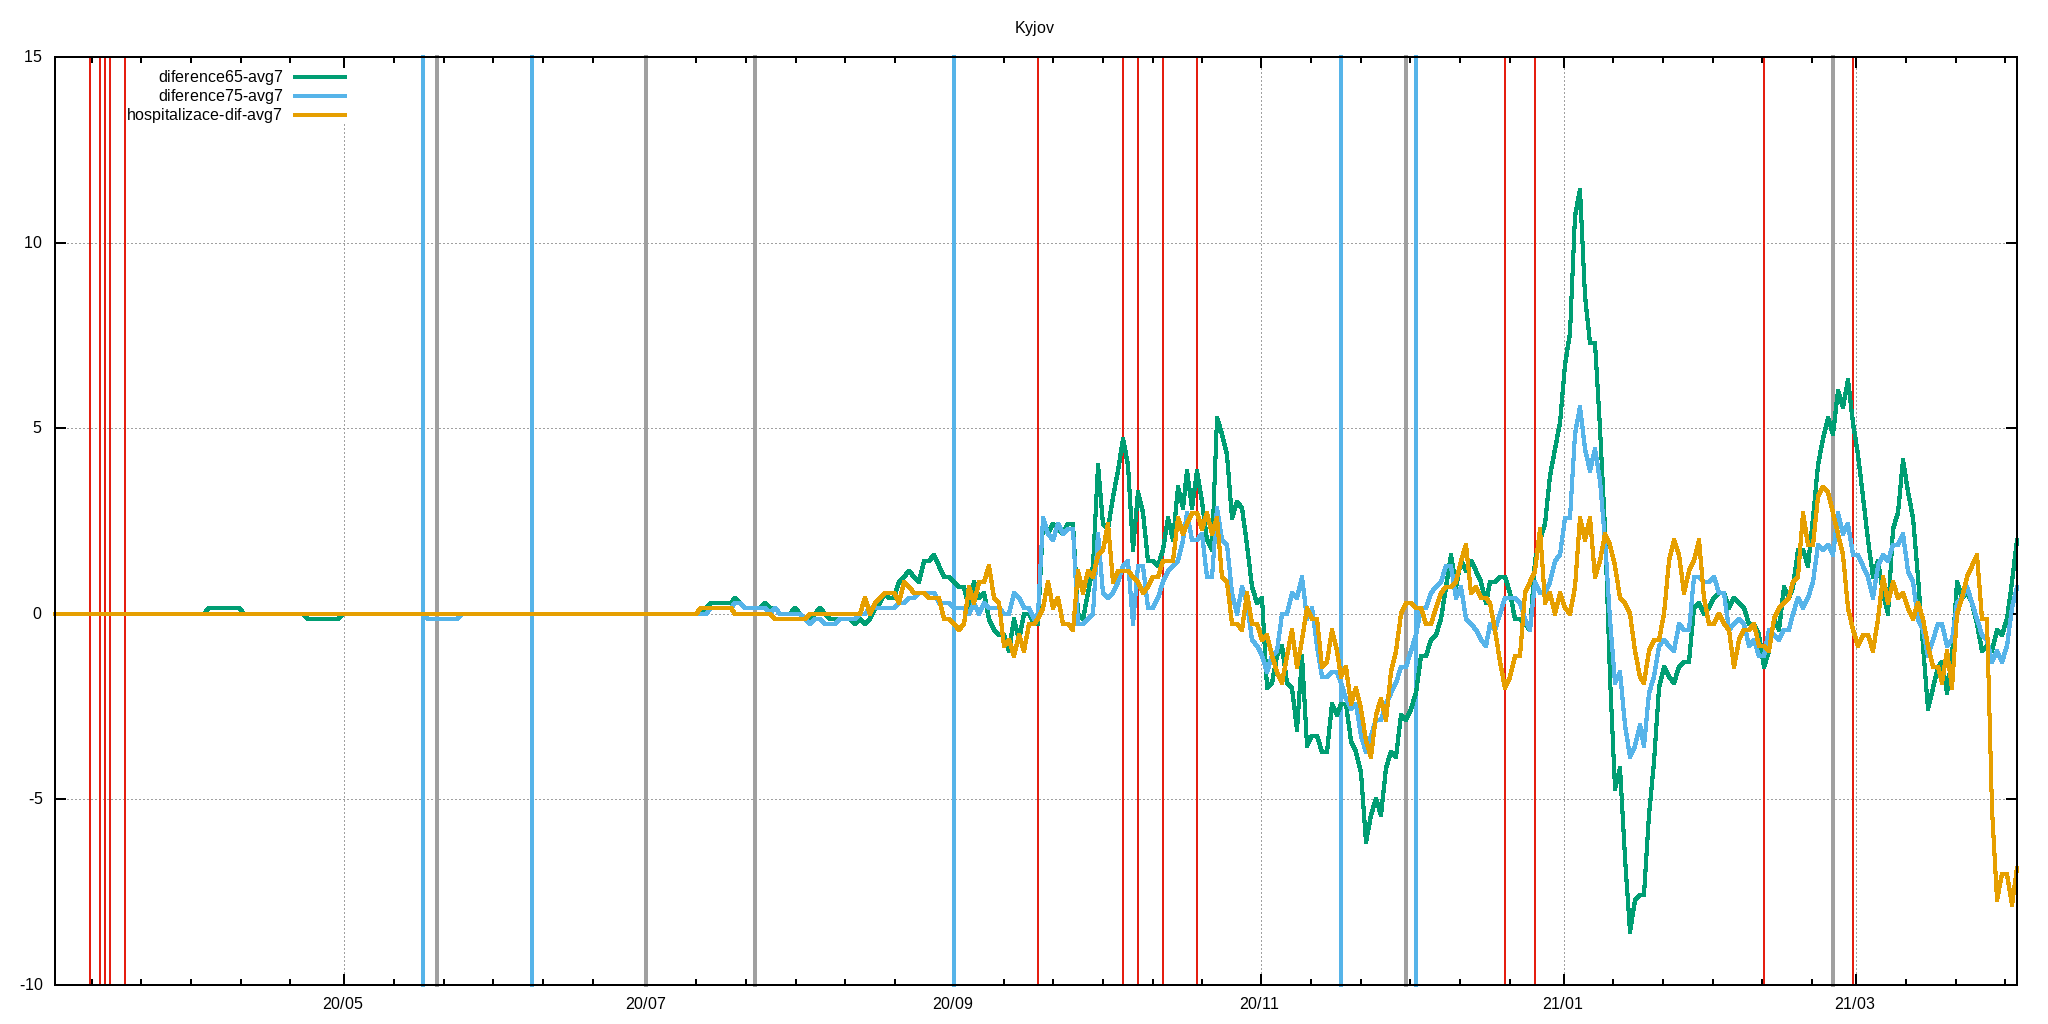 Kyjov
15
diference65-avg7
diference75-avg7
hospitalizace-dif-avg7
10
5
0
-5
-10
20/05 20/07 20/09 20/11 21/01 21/03